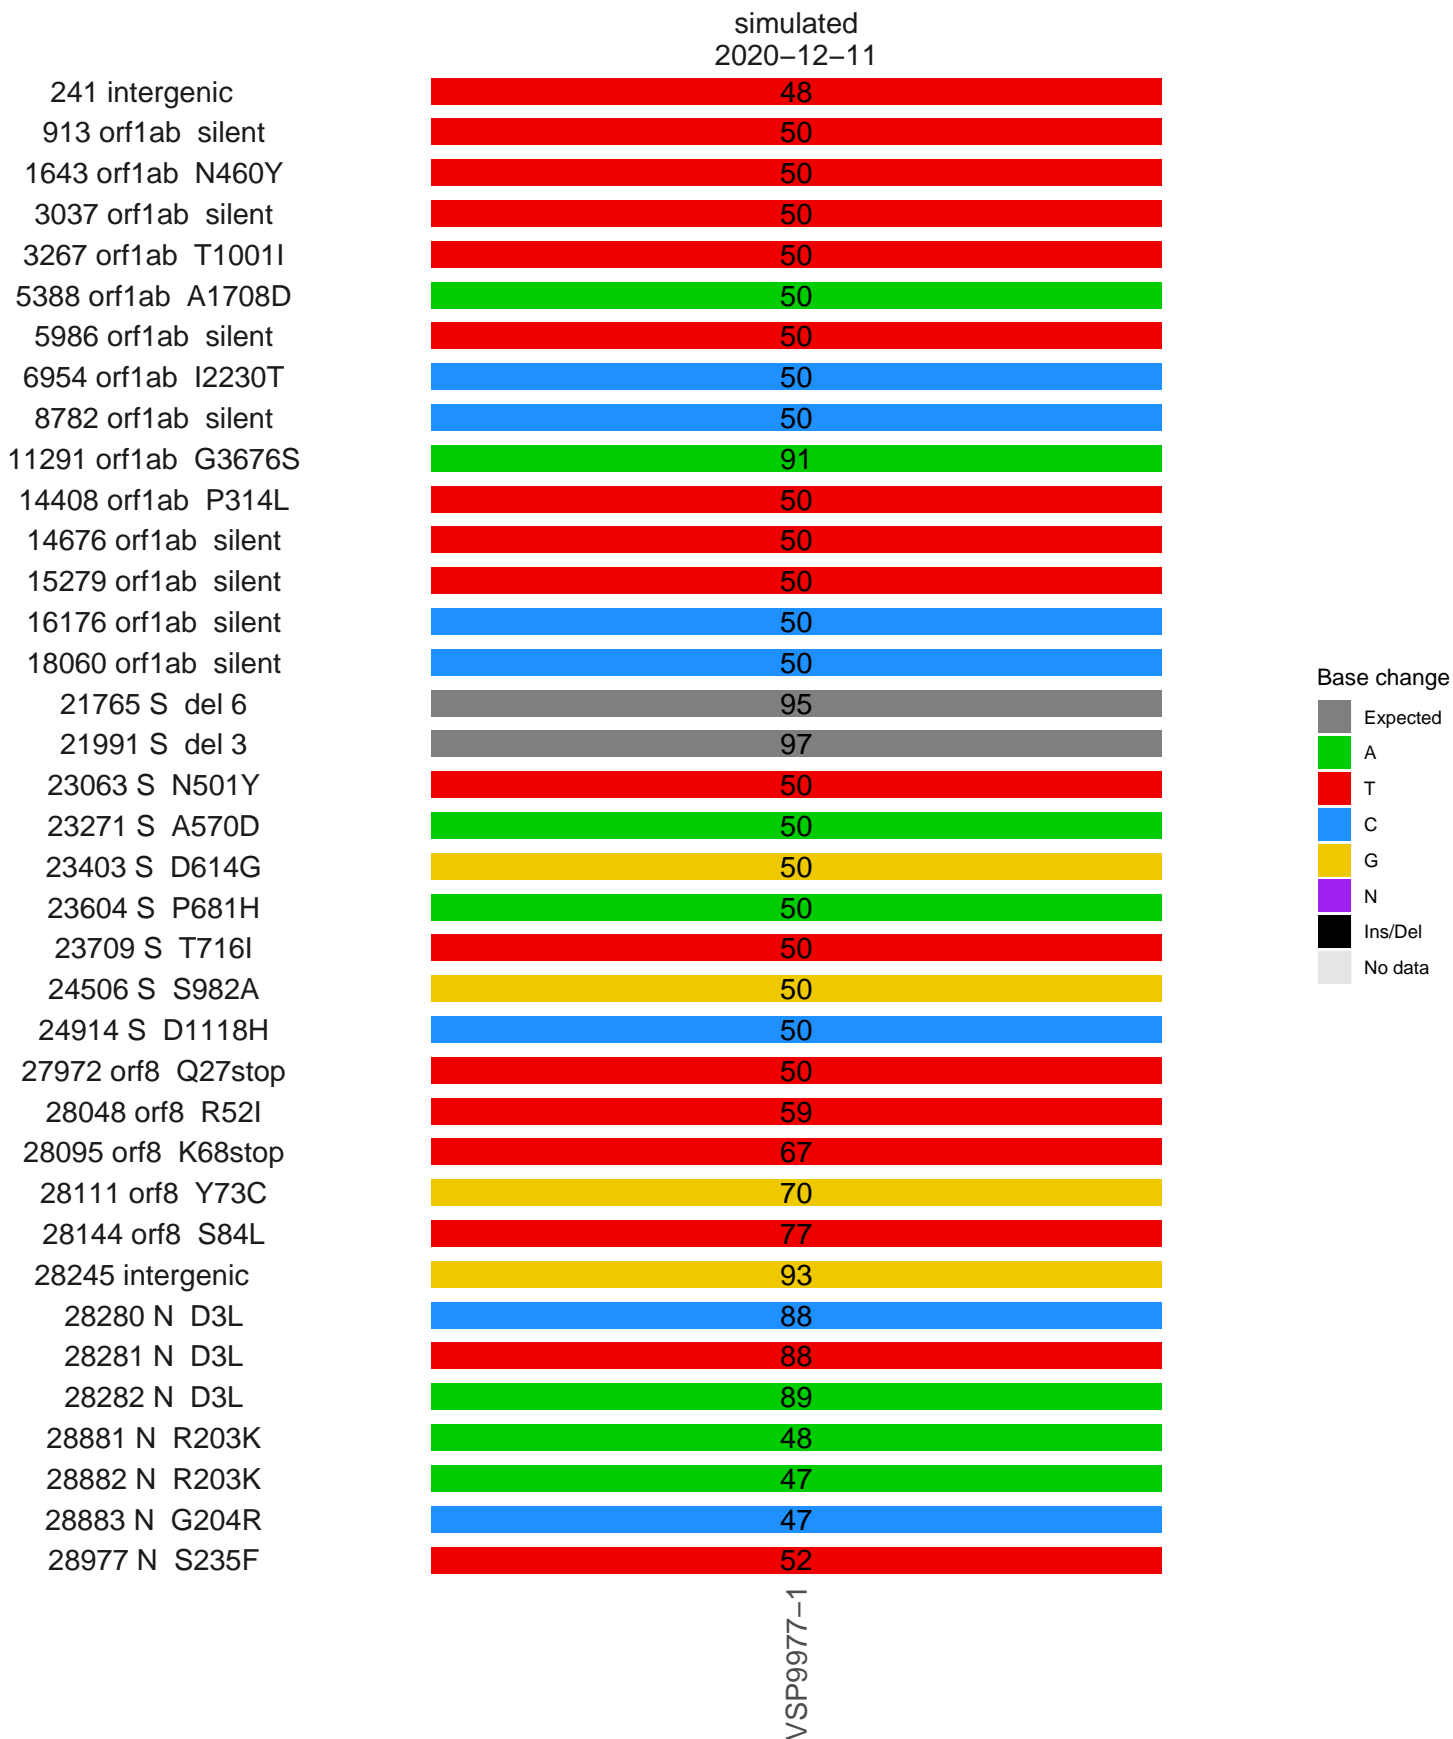 simulated
2020−12−11
241 intergenic 48
913 orf1ab silent 50
1643 orf1ab N460Y 50
3037 orf1ab silent 50
3267 orf1ab T1001I 50
5388 orf1ab A1708D 50
5986 orf1ab silent 50
6954 orf1ab I2230T 50
8782 orf1ab silent 50
11291 orf1ab G3676S 91
14408 orf1ab P314L 50
14676 orf1ab silent 50
15279 orf1ab silent 50
16176 orf1ab silent 50
18060 orf1ab silent 50
21765 S del 6 95
21991 S del 3 97
23063 S N501Y 50
23271 S A570D 50
23403 S D614G 50
23604 S P681H 50
23709 S T716I 50
24506 S S982A 50
24914 S D1118H 50
27972 orf8 Q27stop 50
28048 orf8 R52I 59
28095 orf8 K68stop 67
28111 orf8 Y73C 70
28144 orf8 S84L 77
28245 intergenic 93
28280 N D3L 88
28281 N D3L 88
28282 N D3L 89
28881 N R203K 48
28882 N R203K 47
28883 N G204R 47
28977 N S235F 52
VSP9977−1
Base change
Expected
A
T
C
G
N
Ins/Del
No data